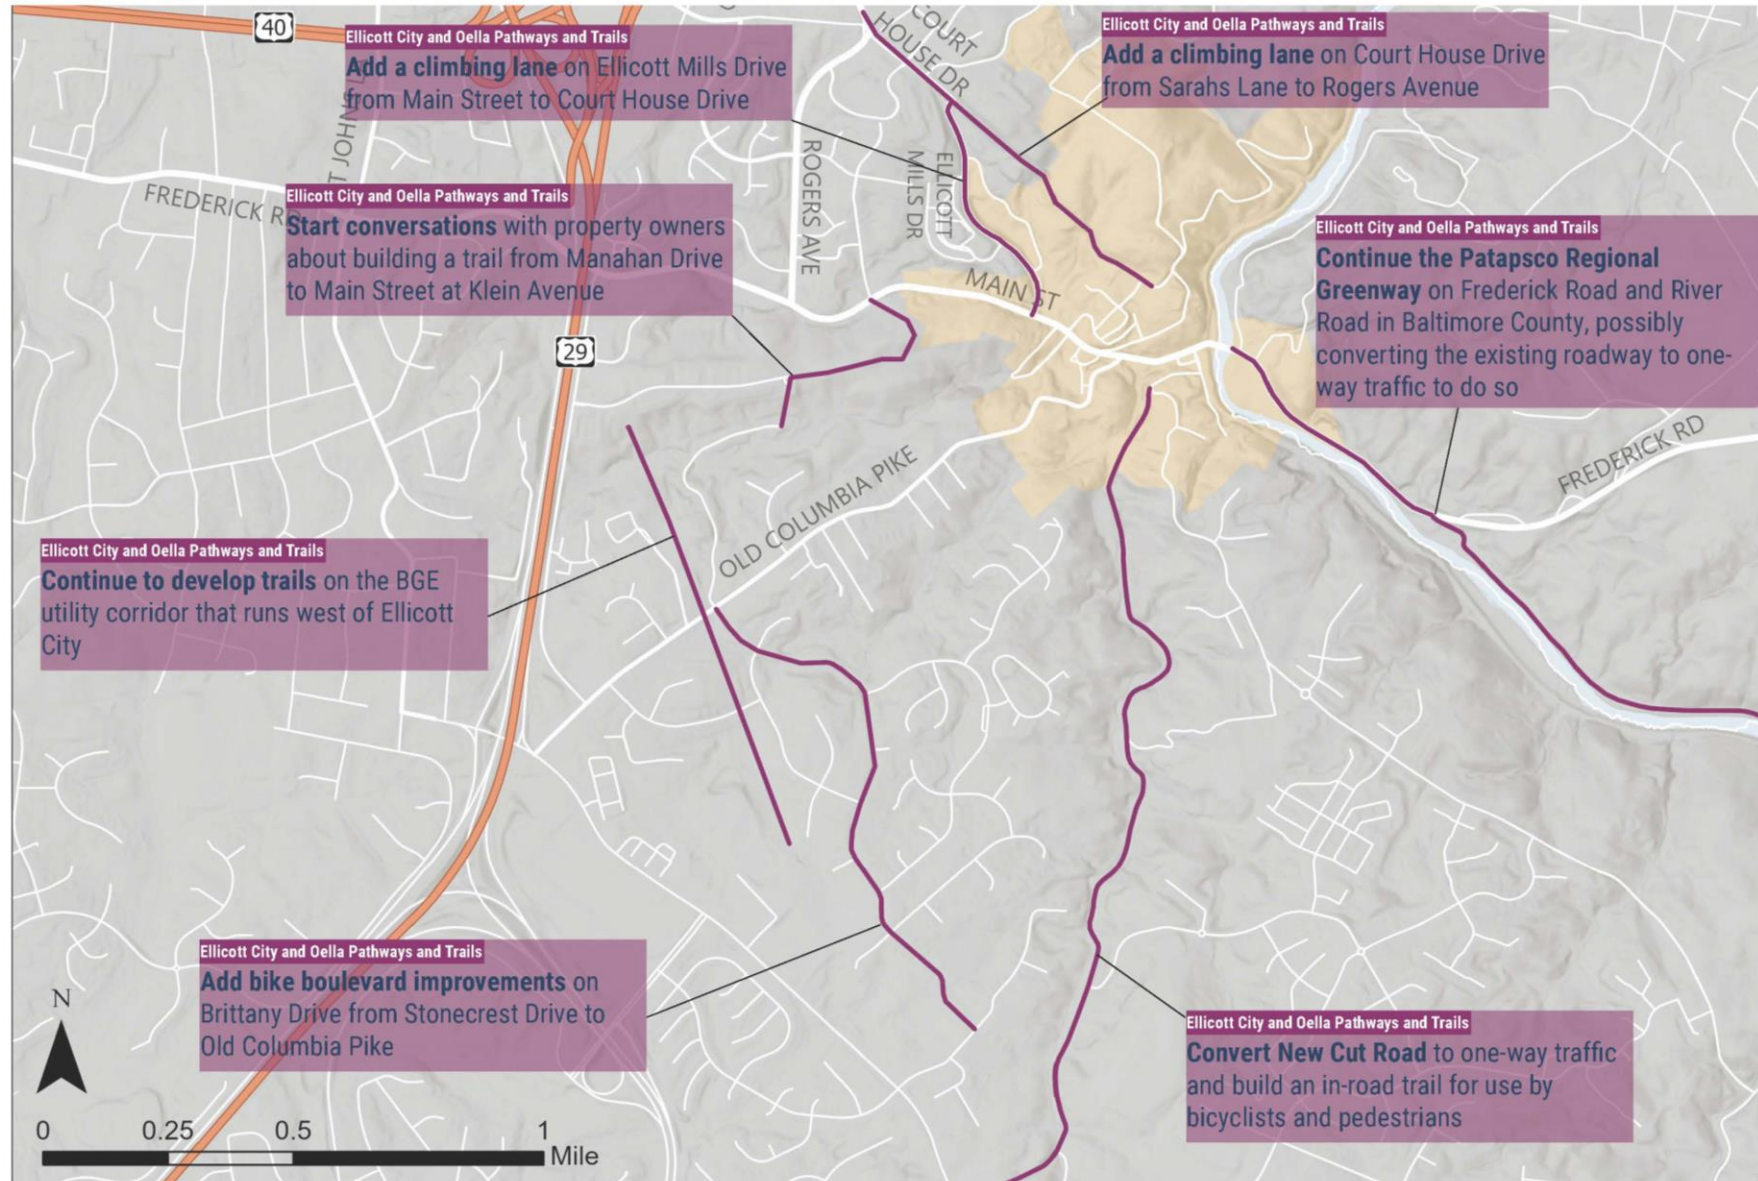 40
Ellicott City and Oella Pathways and Trails
Add a climbing lane on Ellicott Mills Drive
from Main Street to Court House Drive
COURT
HOUSE DR
Ellicott City and Oella Pathways and Trails
Add a climbing lane on Court House Drive
from Sarahs Lane to Rogers Avenue
T JOHNS
ROGERS AVE
ELLICOTT
MILLS DR
FREDERICK R
Ellicott City and Oella Pathways and Trails
Start conversations with property owners
about building a trail from Manahan Drive
to Main Street at Klein Avenue
MAIN ST
Ellicott City and Oella Pathways and Trails
Continue the Patapsco Regional
Greenway on Frederick Road and River
Road in Baltimore County, possibly
converting the existing roadway to one-
way traffic to do so
29
FREDERICK RD
OLD COLUMBIA PIKE
Ellicott City and Oella Pathways and Trails
Continue to develop trails on the BGE
utility corridor that runs west of Ellicott
City
Ellicott City and Oella Pathways and Trails
Add bike boulevard improvements on
Brittany Drive from Stonecrest Drive to
Old Columbia Pike
Ellicott City and Oella Pathways and Trails
Convert New Cut Road to one-way traffic
and build an in-road trail for use by
bicyclists and pedestrians
N
0 0.25 0.5 1
Mile